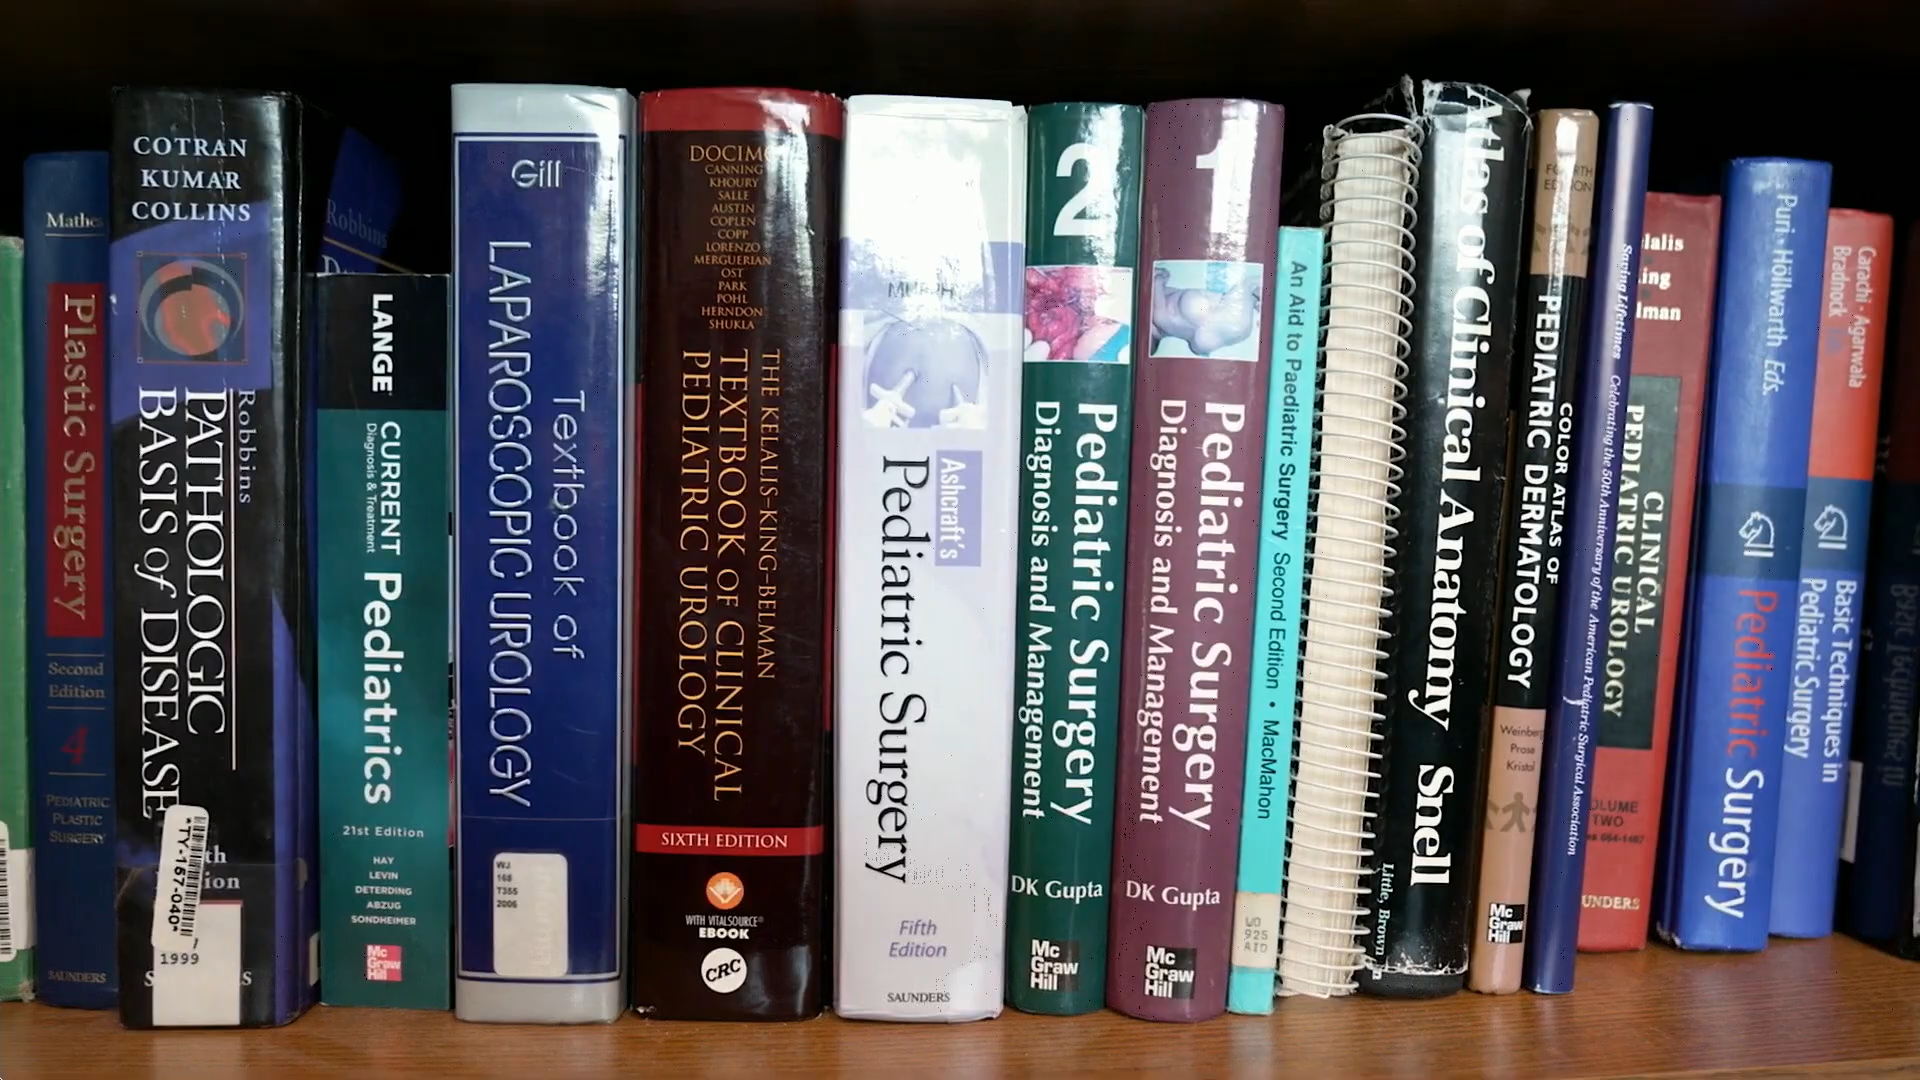 Mathes
Plastic Surgery
Second
Edition
4
PEDIATRIC
PLASTIC
SURGERY
SAUNDERS
COTRAN
KUMAR
COLLINS
Robbins
PATHOLOGIC
BASIS of DISEASE
*TY-157-040*
1999
Robbins
LANGE
CURRENT Pediatrics
Diagnosis & Treatment
21st Edition
HAY
LEVIN
DETERDING
ABZUG
SONDHEIMER
Mc
Graw
Hill
Gill
Textbook of
LAPAROSCOPIC UROLOGY
WJ
168
T355
2006
DOCIMO
CANNING
KHOURY
SALLE
AUSTIN
COPLEN
COPP
LORENZO
MERGUERIAN
OST
PARK
POHL
HERNDON
SHUKLA
THE KELALIS-KING-BELMAN
TEXTBOOK OF CLINICAL
PEDIATRIC UROLOGY
SIXTH EDITION
WITH VITALSOURCE®
EBOOK
CRC
Ashcraft's
Pediatric Surgery
Fifth
Edition
SAUNDERS
2
Pediatric Surgery
Diagnosis and Management
DK Gupta
Mc
Graw
Hill
1
Pediatric Surgery
Diagnosis and Management
DK Gupta
Mc
Graw
Hill
An Aid to Paediatric Surgery Second Edition • MacMahon
WO
925
AID
Atlas of Clinical Anatomy Snell
Little, Brown
FOURTH
EDITION
COLOR ATLAS OF
PEDIATRIC DERMATOLOGY
Weinberg
Prose
Kristal
Mc
Graw
Hill
Saving Lifetimes Celebrating the 50th Anniversary of the American Pediatric Surgical Association
CLINICAL
PEDIATRIC UROLOGY
TWO
Puri · Höllwarth Eds.
Pediatric Surgery
Carachi · Agarwala
Bradnock
Basic Techniques in
Pediatric Surgery